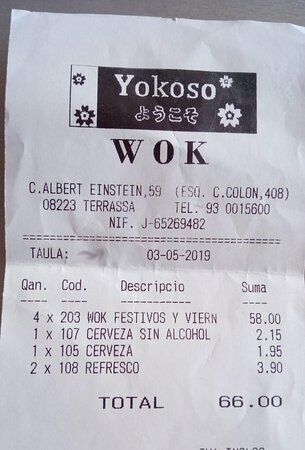 Yokoso
ようこそ
WOK
C.ALBERT EINSTEIN,59 (ESQ. C.COLON,408)
08223 TERRASSA TEL: 93 0015600
NIF. J-65269482
TAULA: 03-05-2019
Qan. Cod. Descripcio Suma
4 x 203 WOK FESTIVOS Y VIERN 58.00
1 x 107 CERVEZA SIN ALCOHOL 2.15
1 x 105 CERVEZA 1.95
2 x 108 REFRESCO 3.90
TOTAL 66.00